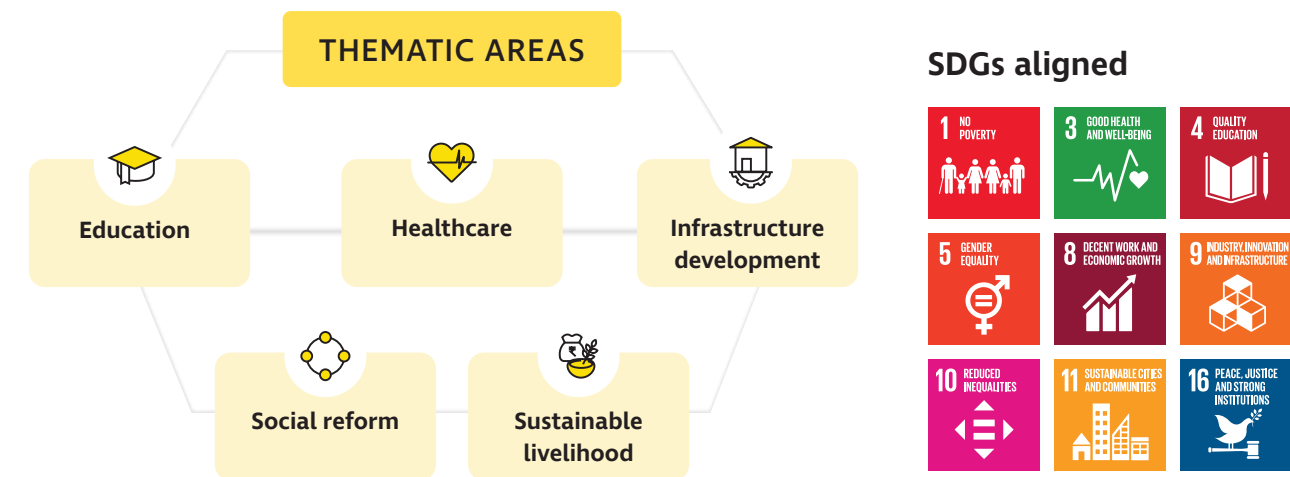 THEMATIC AREAS
Education
Healthcare
Infrastructure
development
Social reform
Sustainable
livelihood
₹
SDGs aligned
1 NO
POVERTY
3 GOOD HEALTH
AND WELL-BEING
4 QUALITY
EDUCATION
5 GENDER
EQUALITY
8 DECENT WORK AND
ECONOMIC GROWTH
9 INDUSTRY, INNOVATION
AND INFRASTRUCTURE
10 REDUCED
INEQUALITIES
11 SUSTAINABLE CITIES
AND COMMUNITIES
16 PEACE, JUSTICE
AND STRONG
INSTITUTIONS